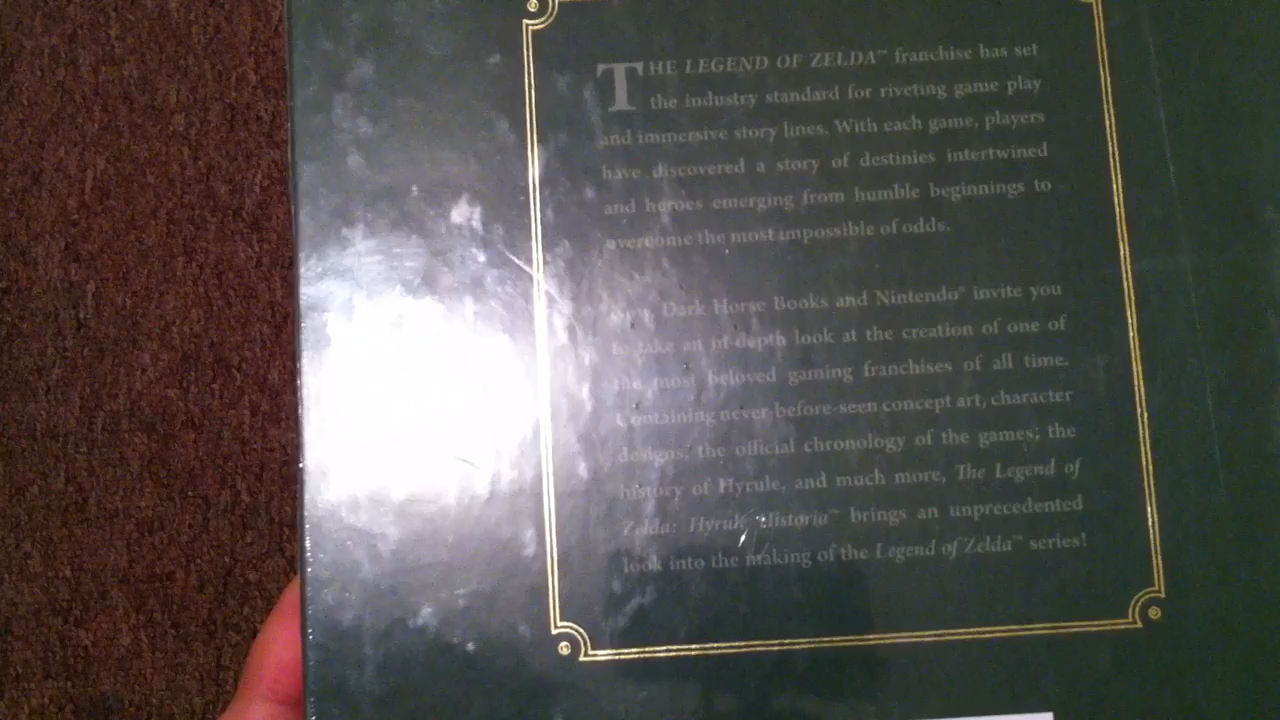 THE LEGEND OF ZELDA™ franchise has set
the industry standard for riveting game play
and immersive story lines. With each game, players
have discovered a story of destinies intertwined
and heroes emerging from humble beginnings to
overcome the most impossible of odds.
Now, Dark Horse Books and Nintendo® invite you
to take an in-depth look at the creation of one of
the most beloved gaming franchises of all time.
Containing never-before-seen concept art, character
designs, the official chronology of the games, the
history of Hyrule, and much more, The Legend of
Zelda: Hyrule Historia™ brings an unprecedented
look into the making of the Legend of Zelda™ series!